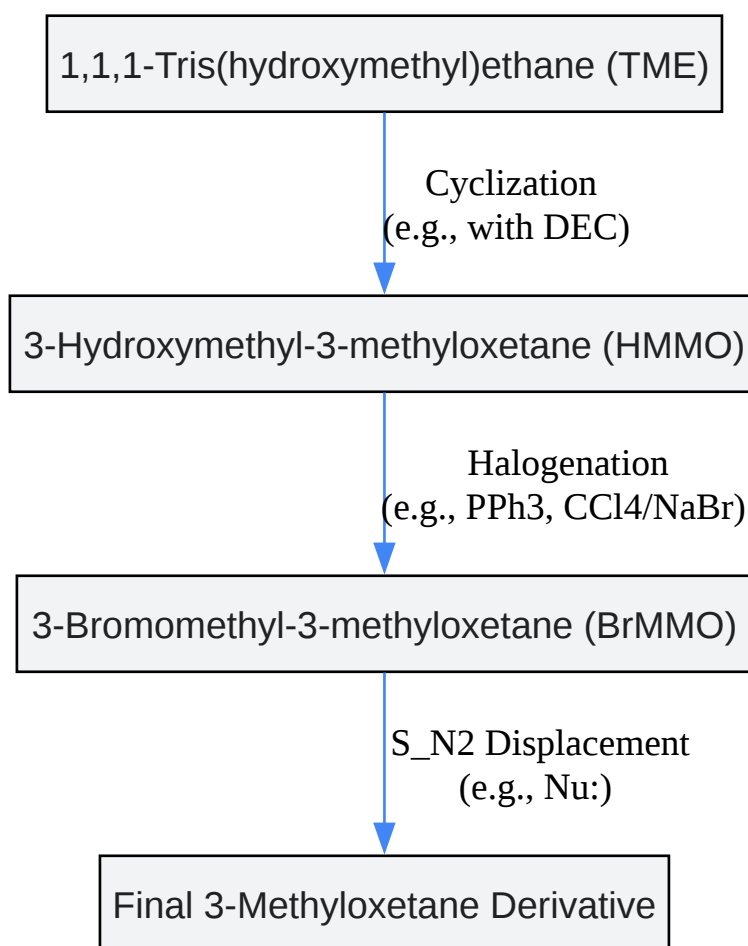 1,1,1-Tris(hydroxymethyl)ethane (TME)
Cyclization
(e.g., with DEC)
3-Hydroxymethyl-3-methyloxetane (HMMO)
Halogenation
(e.g., PPh3, CCl4/NaBr)
3-Bromomethyl-3-methyloxetane (BrMMO)
S_N2 Displacement
(e.g., Nu:)
Final 3-Methyloxetane Derivative